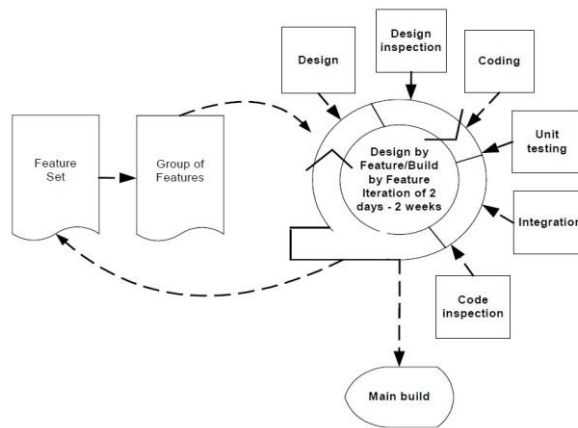 Feature
Set
Group of
Features
Design
Design
inspection
Coding
Unit
testing
Integration
Code
inspection
Design by
Feature/Build
by Feature
Iteration of 2
days - 2 weeks
Main build